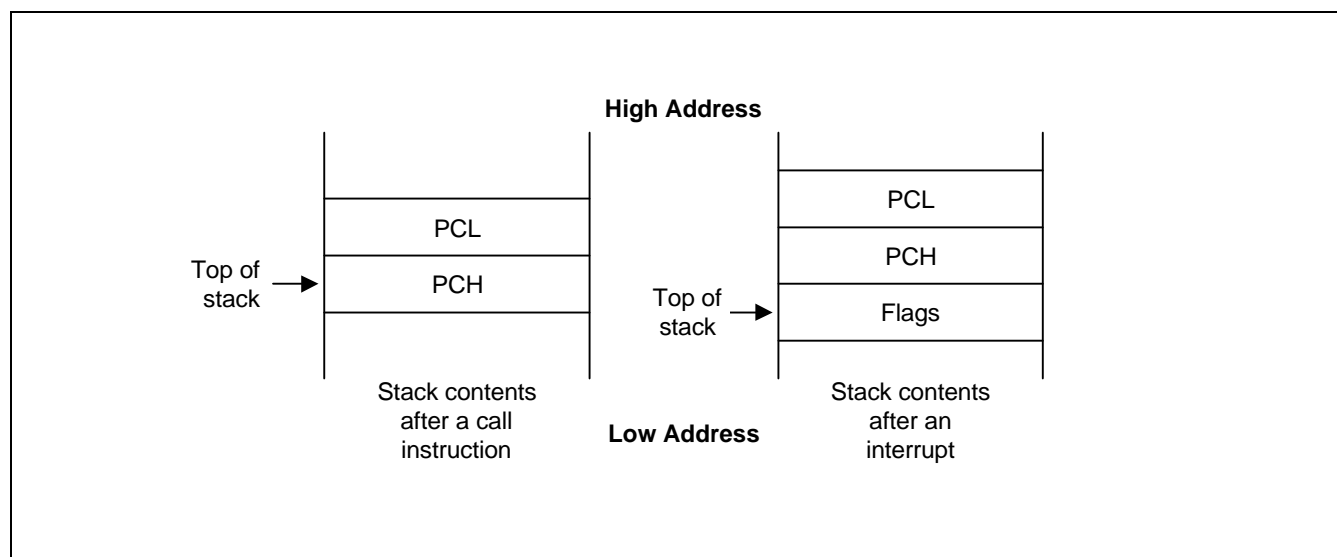 High Address
PCL
PCH
Top of
stack
Stack contents
after a call
instruction
PCL
PCH
Flags
Top of
stack
Stack contents
after an
interrupt
Low Address